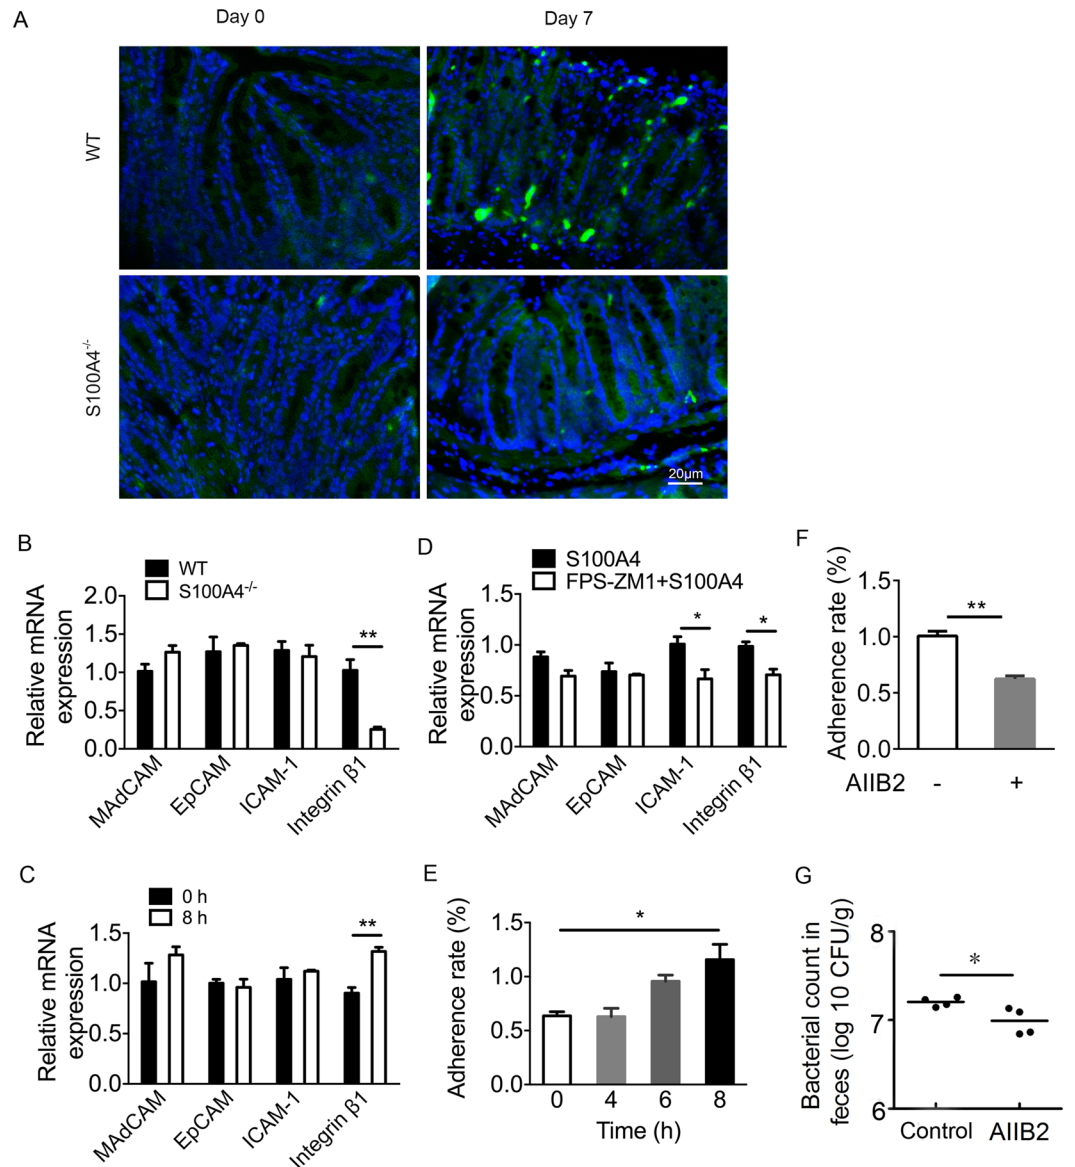 A
Day 0
Day 7
WT
S100A4-/-
20μm
B
WT
S100A4-/-
Relative mRNA
expression
2.0
1.5
1.0
0.5
0.0
MAdCAM
EpCAM
ICAM-1
Integrin β1
**
D
S100A4
FPS-ZM1+S100A4
Relative mRNA
expression
1.5
1.0
0.5
0.0
*
*
MAdCAM
EpCAM
ICAM-1
Integrin β1
F
Adherence rate (%)
1.5
1.0
0.5
0.0
**
AIIB2
-
+
C
0 h
8 h
Relative mRNA
expression
1.5
1.0
0.5
0.0
**
MAdCAM
EpCAM
ICAM-1
Integrin β1
E
Adherence rate (%)
1.5
1.0
0.5
0.0
*
0
4
6
8
Time (h)
G
Bacterial count in
feces (log 10 CFU/g)
8
7
6
*
Control
AIIB2